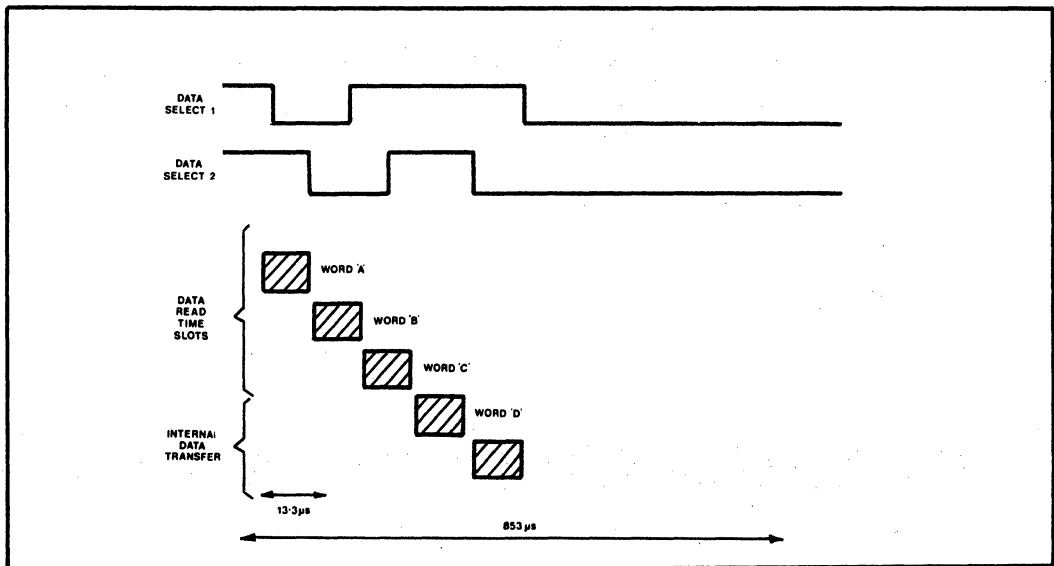 DATA
SELECT 1
DATA
SELECT 2
WORD 'A'
DATA
READ
TIME
SLOTS
WORD 'B'
WORD 'C'
WORD 'D'
INTERNAL
DATA
TRANSFER
13·3µs
853µs